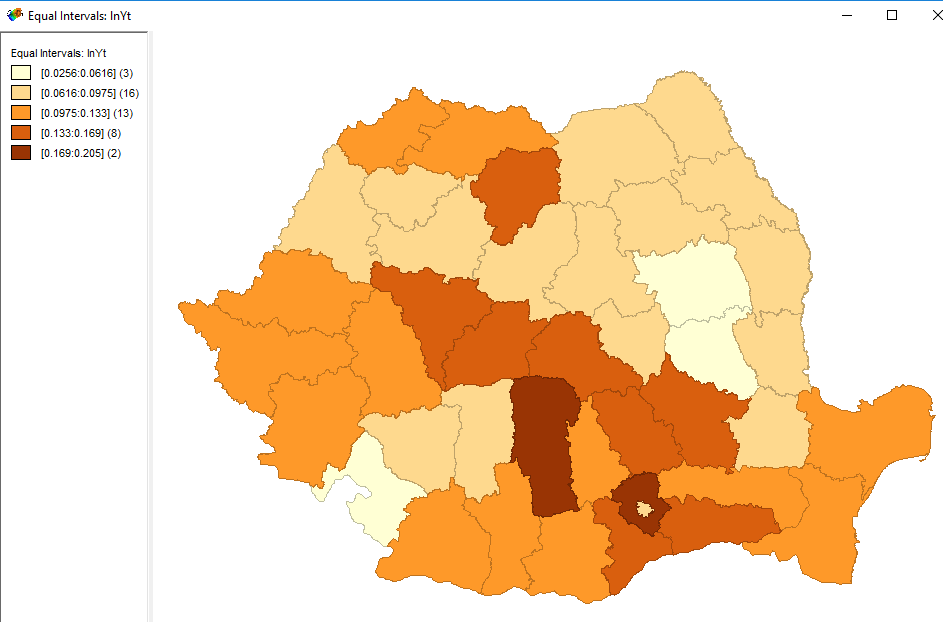 Equal Intervals: lnYt
Equal Intervals: lnYt
[0.0256:0.0616] (3)
[0.0616:0.0975] (16)
[0.0975:0.133] (13)
[0.133:0.169] (8)
[0.169:0.205] (2)